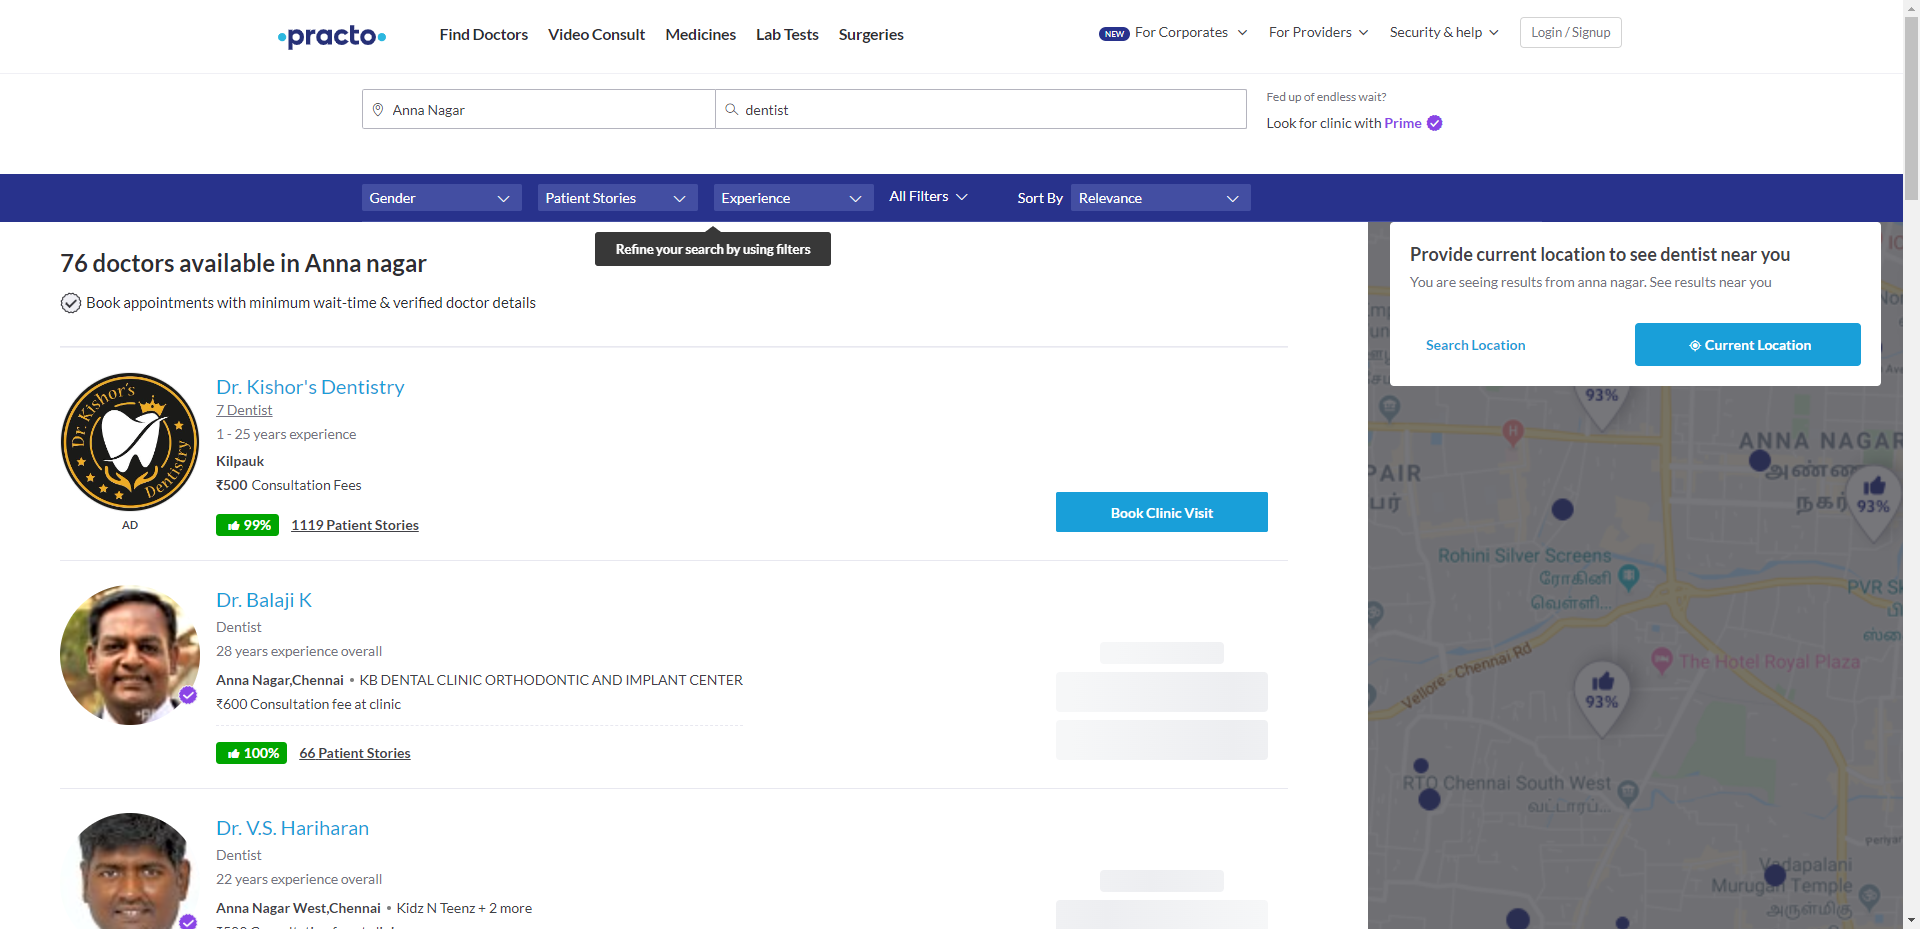 practo
Find Doctors
Video Consult
Medicines
Lab Tests
Surgeries
NEW For Corporates
For Providers
Security & help
Login / Signup
Anna Nagar
dentist
Fed up of endless wait?
Look for clinic with Prime
Gender
Patient Stories
Experience
All Filters
Sort By
Relevance
Refine your search by using filters
76 doctors available in Anna nagar
Book appointments with minimum wait-time & verified doctor details
Dr. Kishor's
Dentistry
AD
Dr. Kishor's Dentistry
7 Dentist
1 - 25 years experience
Kilpauk
₹500 Consultation Fees
99%
1119 Patient Stories
Book Clinic Visit
Dr. Balaji K
Dentist
28 years experience overall
Anna Nagar,Chennai • KB DENTAL CLINIC ORTHODONTIC AND IMPLANT CENTER
₹600 Consultation fee at clinic
100%
66 Patient Stories
Dr. V.S. Hariharan
Dentist
22 years experience overall
Anna Nagar West,Chennai • Kidz N Teenz + 2 more
Provide current location to see dentist near you
You are seeing results from anna nagar. See results near you
Search Location
Current Location
93%
ANNA NAGAR
அண்ணா
நகர்
93%
Rohini Silver Screens
ரோகினி
வெள்ளி...
PVR
The Hotel Royal Plaza
Vellore - Chennai Rd
93%
RTO Chennai South West
வட்டாரப்...
Vadapalani
Murugan Temple
அருள்மிகு